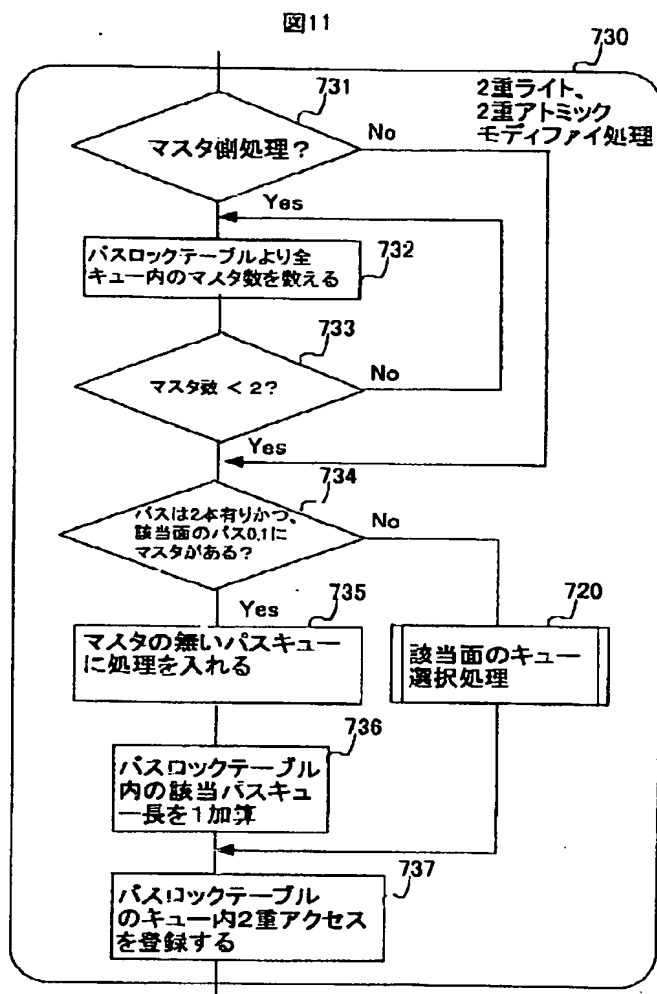 図11
730
2重ライト、
2重アトミック
モディファイ処理
731
マスタ側処理?
No
Yes
パスロックテーブルより全
キュー内のマスタ数を数える
732
733
マスタ数 < 2?
No
Yes
734
パスは2本有りかつ、
該当面のパス0,1に
マスタがある?
No
Yes
735
マスタの無いパスキュー
に処理を入れる
720
該当面のキュー
選択処理
736
パスロックテーブル
内の該当パスキュ
ー長を1加算
737
パスロックテーブル
のキュー内2重アクセス
を登録する